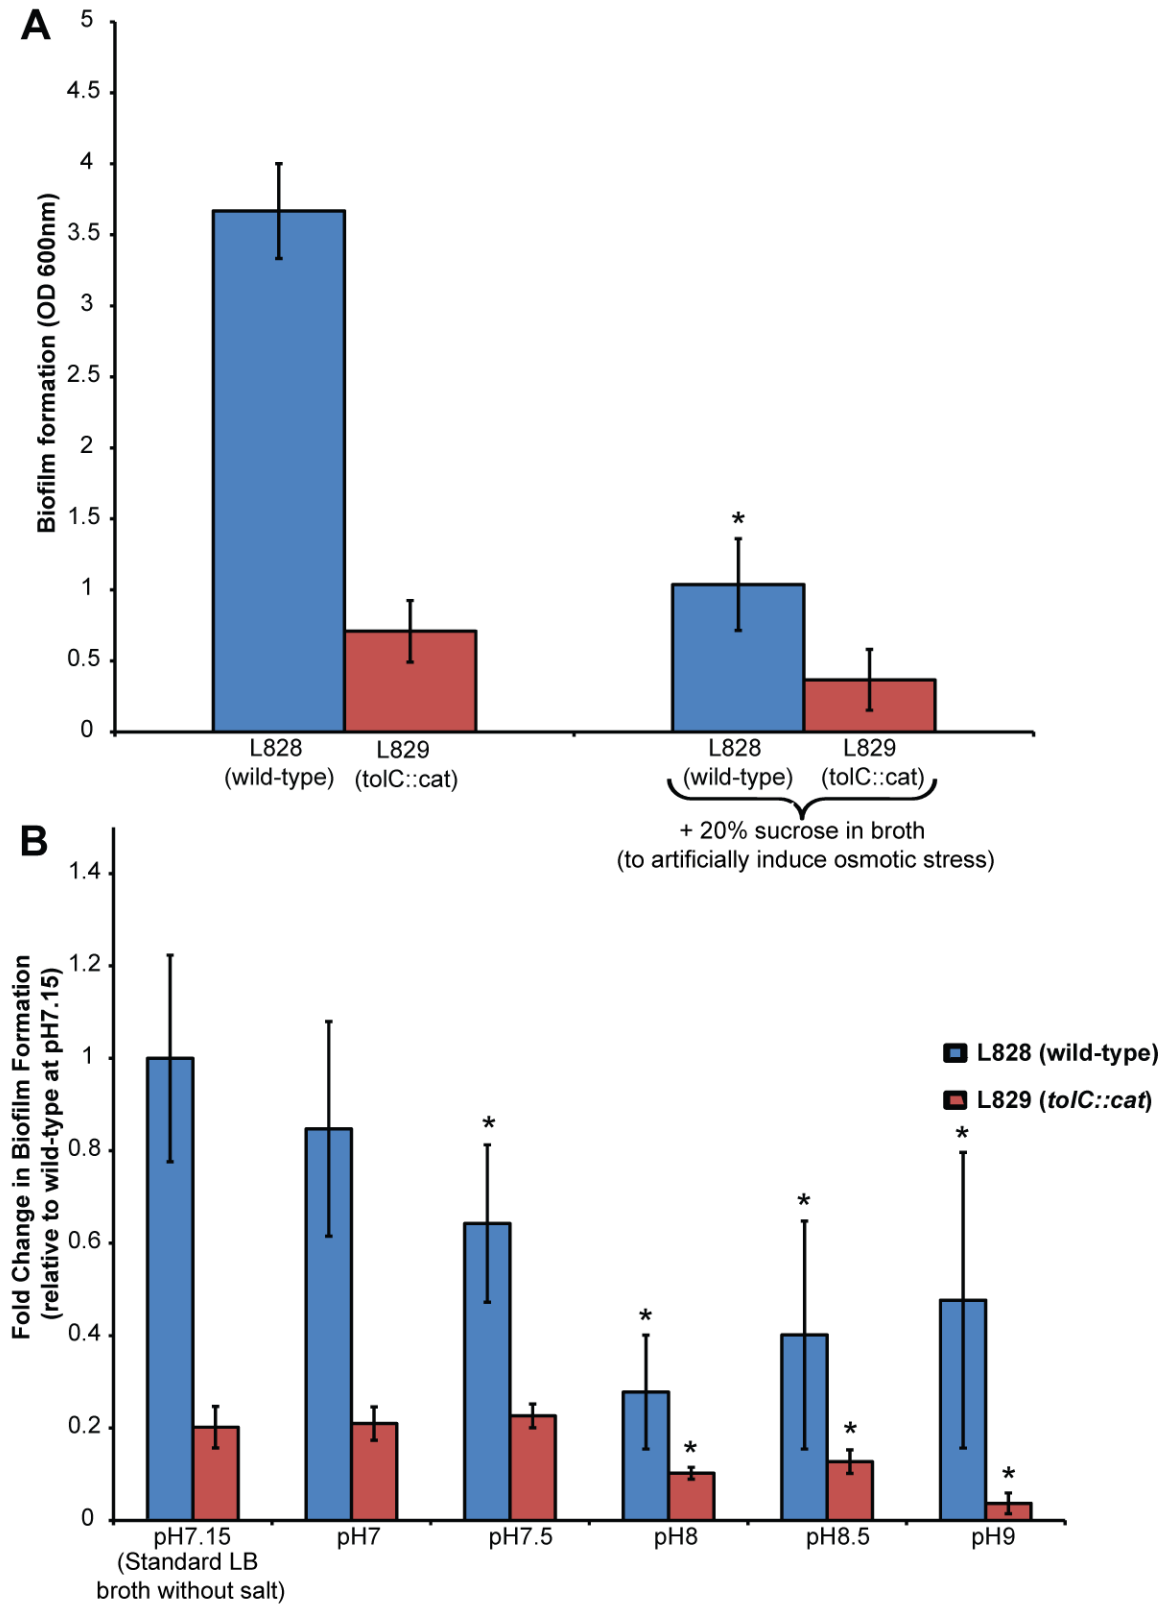 A
Biofilm formation (OD 600nm)
5
4.5
4
3.5
3
2.5
2
1.5
1
0.5
0
*
L828
(wild-type)
L829
(tolC::cat)
L828
(wild-type)
L829
(tolC::cat)
+ 20% sucrose in broth
(to artificially induce osmotic stress)
B
Fold Change in Biofilm Formation
(relative to wild-type at pH7.15)
1.4
1.2
1
0.8
0.6
0.4
0.2
0
L828 (wild-type)
L829 (tolC::cat)
*
*
*
*
*
*
*
pH7.15
(Standard LB
broth without salt)
pH7
pH7.5
pH8
pH8.5
pH9